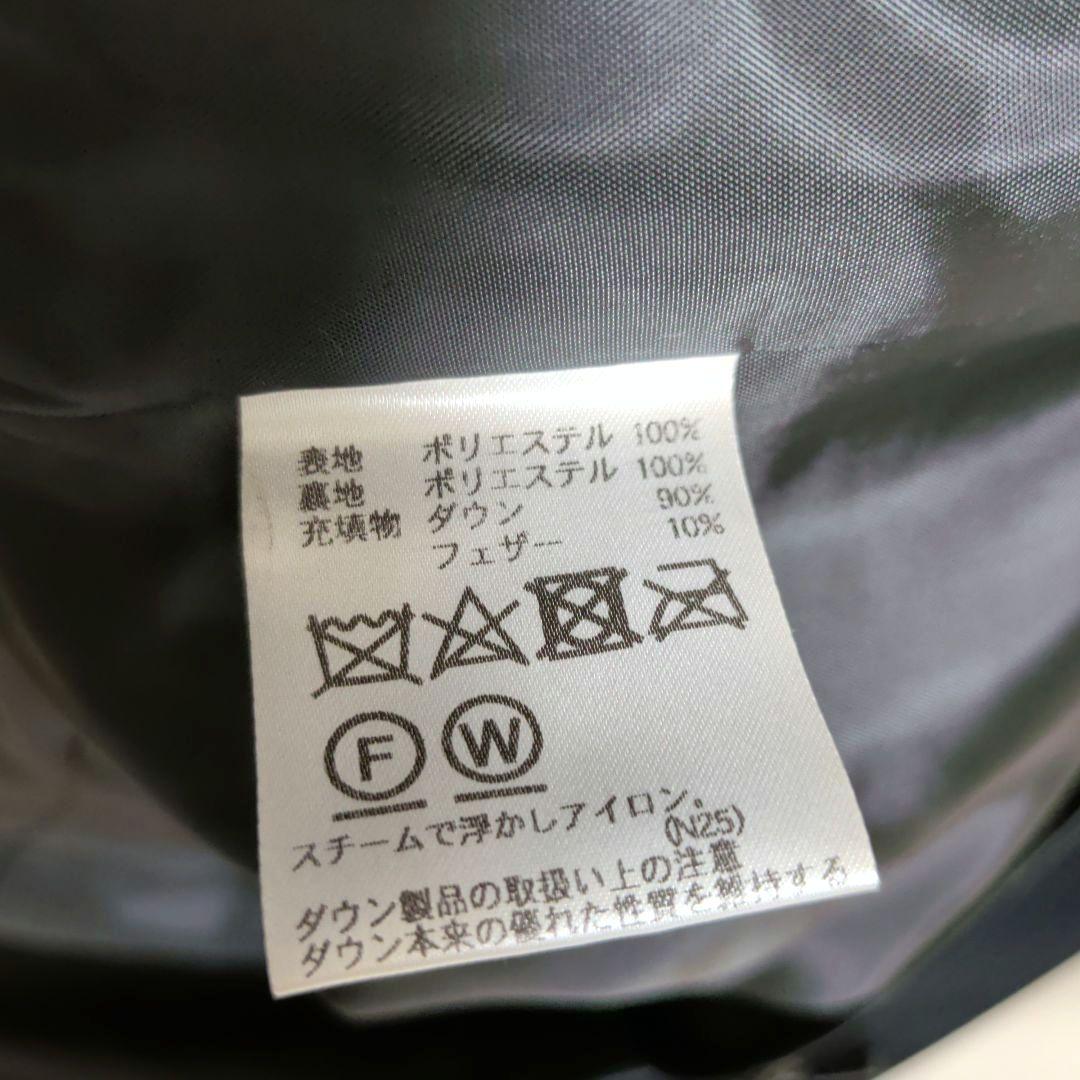 表地 ポリエステル 100%
裏地 ポリエステル 100%
充填物 ダウン 90%
フェザー 10%
F W
スチームで浮かしアイロン.
(N25)
ダウン製品の取扱い上の注意
ダウン本来の優れた性質を維持する